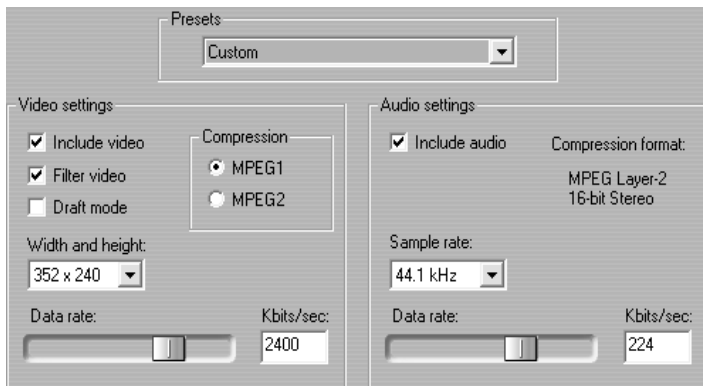 Presets
Custom
Video settings
Include video
Filter video
Draft mode
Compression
MPEG1
MPEG2
Width and height:
352 x 240
Data rate:
Kbits/sec:
2400
Audio settings
Include audio
Compression format:
MPEG Layer-2
16-bit Stereo
Sample rate:
44.1 kHz
Data rate:
Kbits/sec:
224